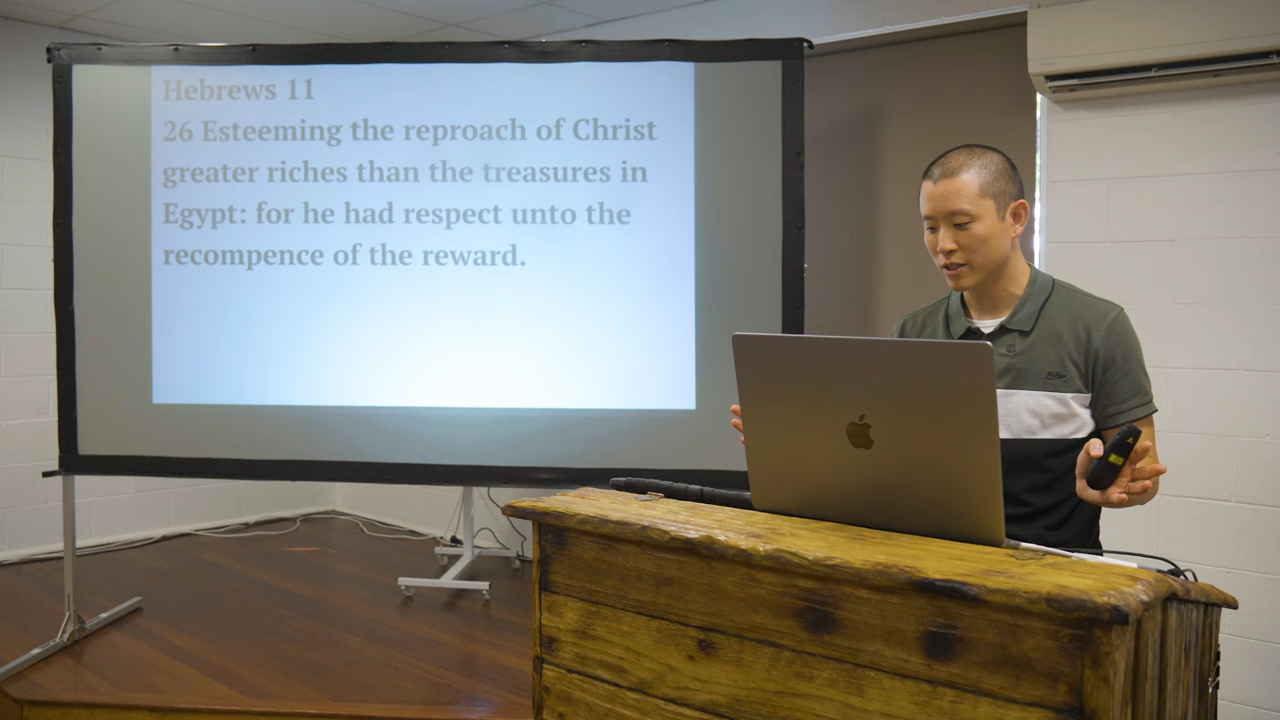 Hebrews 11
26 Esteeming the reproach of Christ
greater riches than the treasures in
Egypt: for he had respect unto the
recompence of the reward.